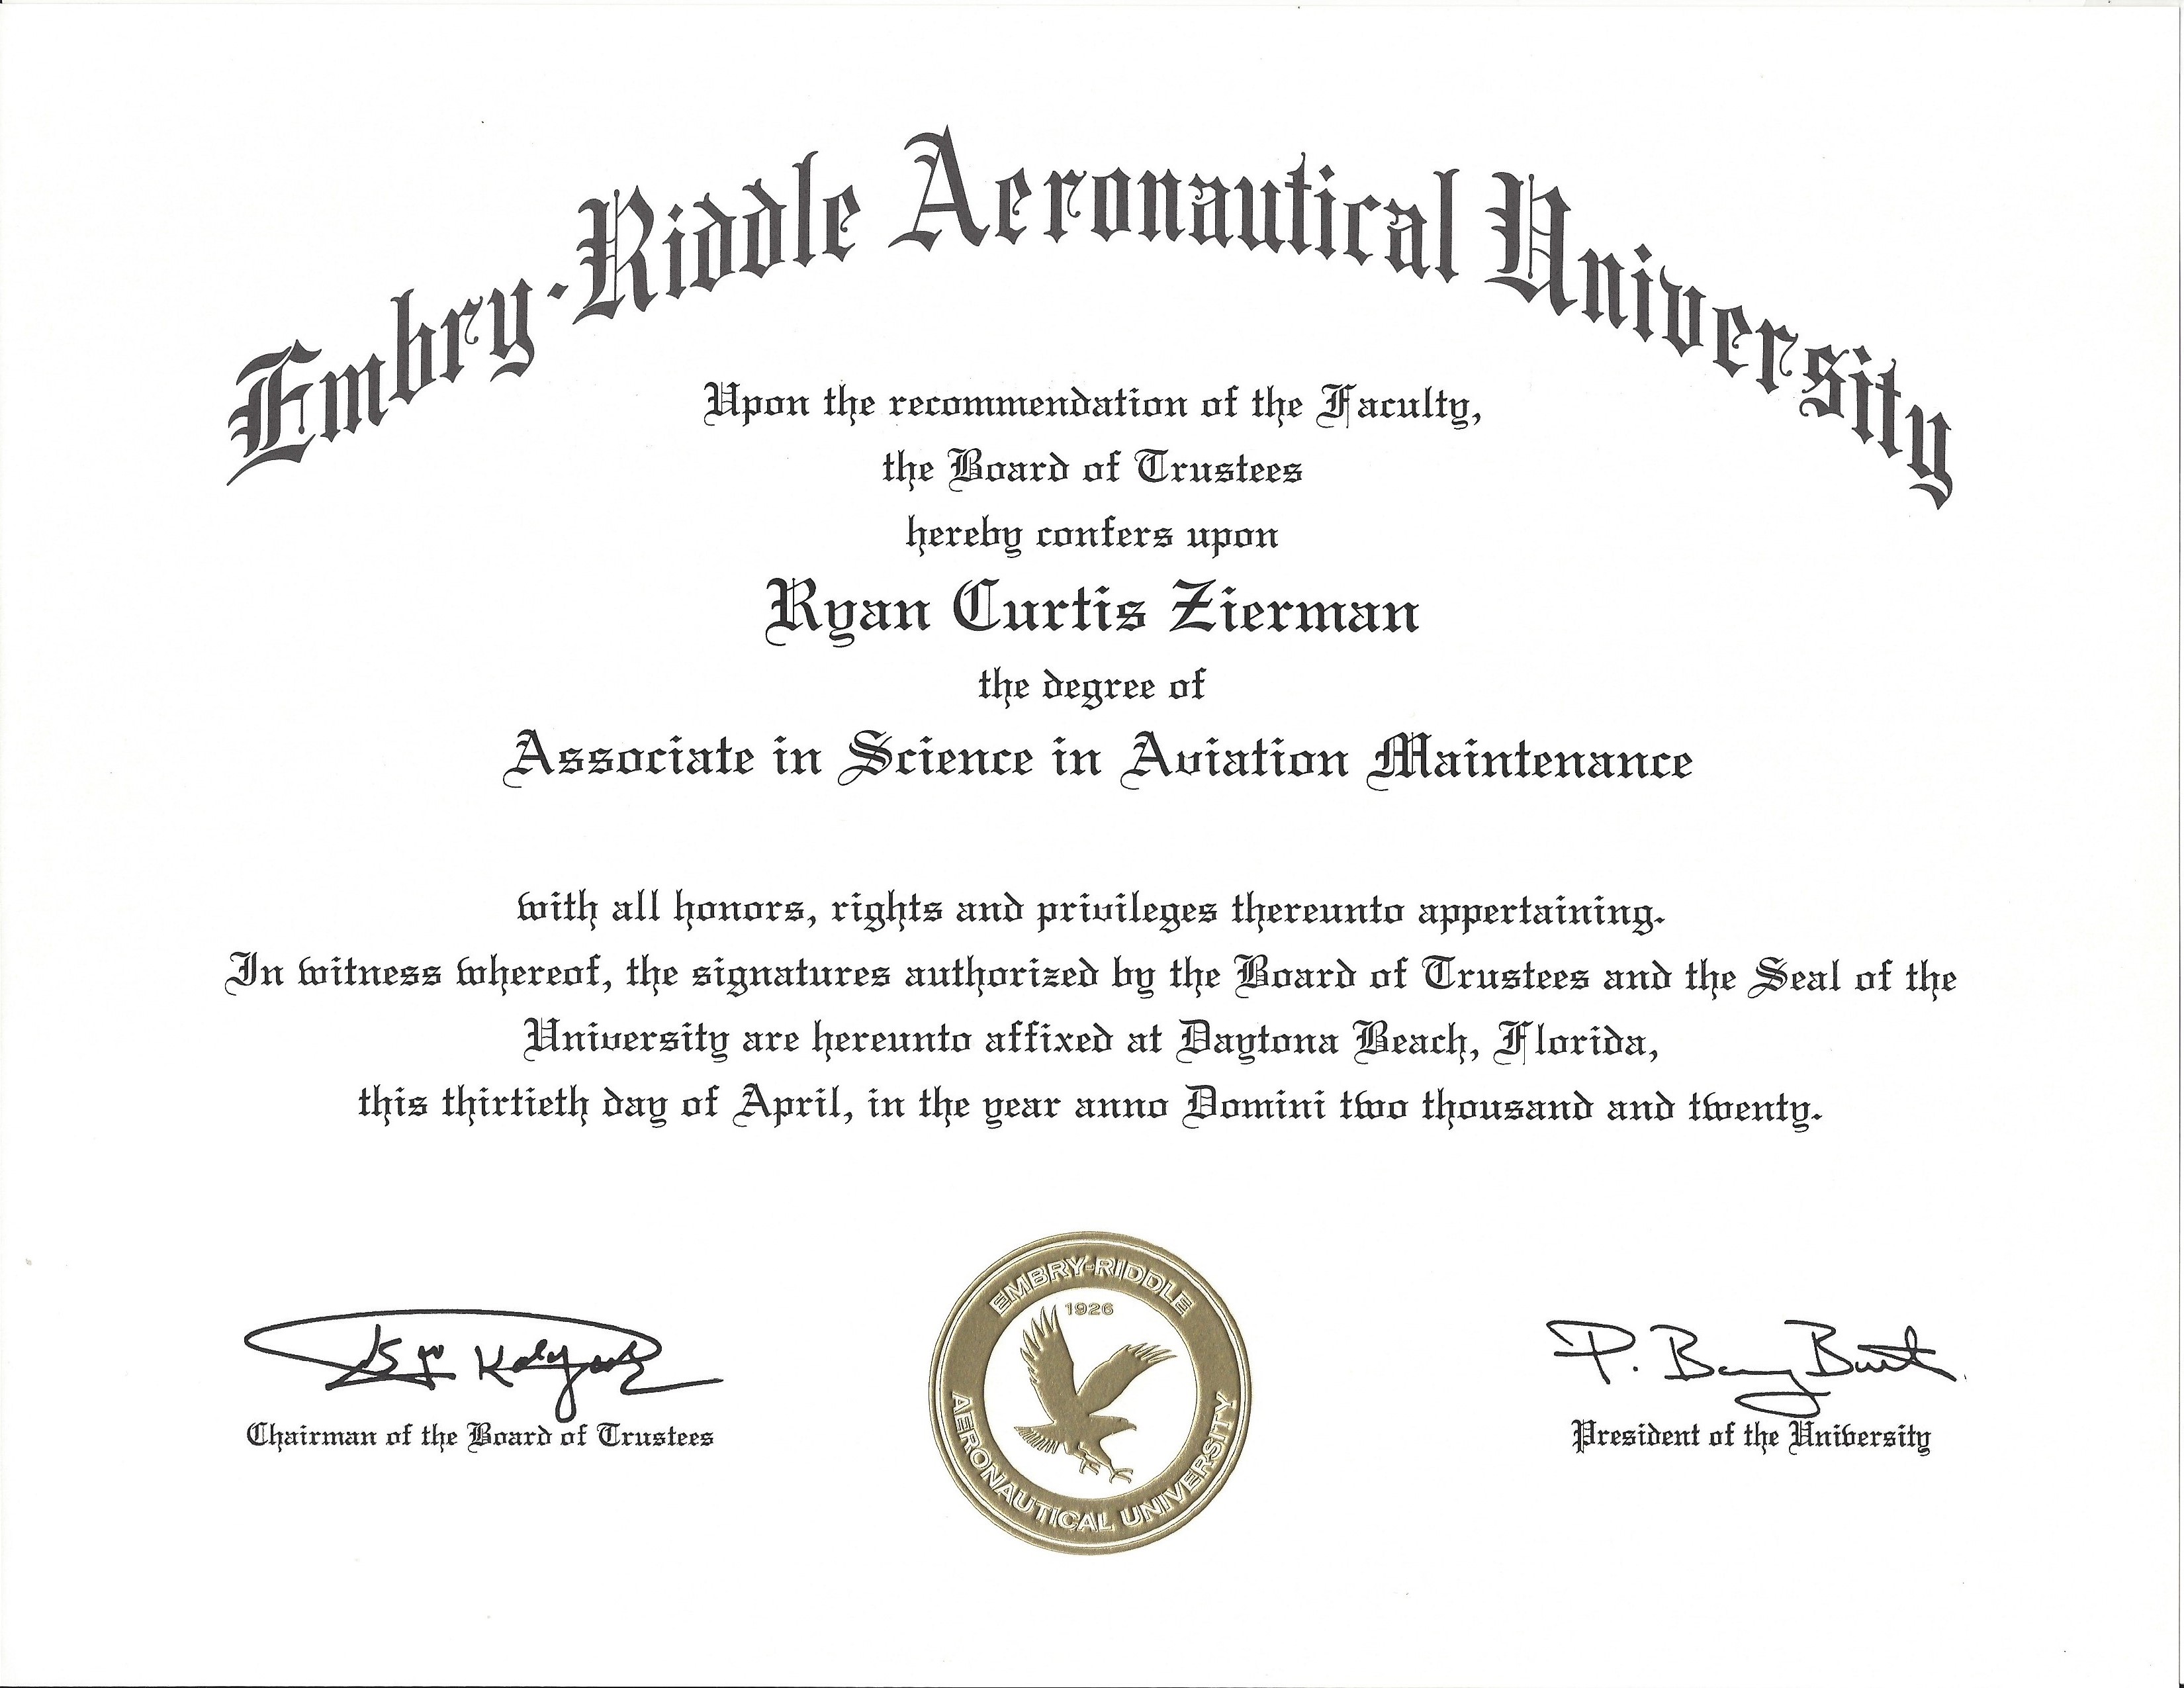 Embry-Riddle Aeronautical University
Upon the recommendation of the Faculty,
the Board of Trustees
hereby confers upon
Ryan Curtis Zierman
the degree of
Associate in Science in Aviation Maintenance
with all honors, rights and privileges thereunto appertaining.
In witness whereof, the signatures authorized by the Board of Trustees and the Seal of the
University are hereunto affixed at Daytona Beach, Florida,
this thirtieth day of April, in the year anno Domini two thousand and twenty.
EMBRY-RIDDLE
1926
AERONAUTICAL UNIVERSITY
P. Barry Butler
Chairman of the Board of Trustees
President of the University